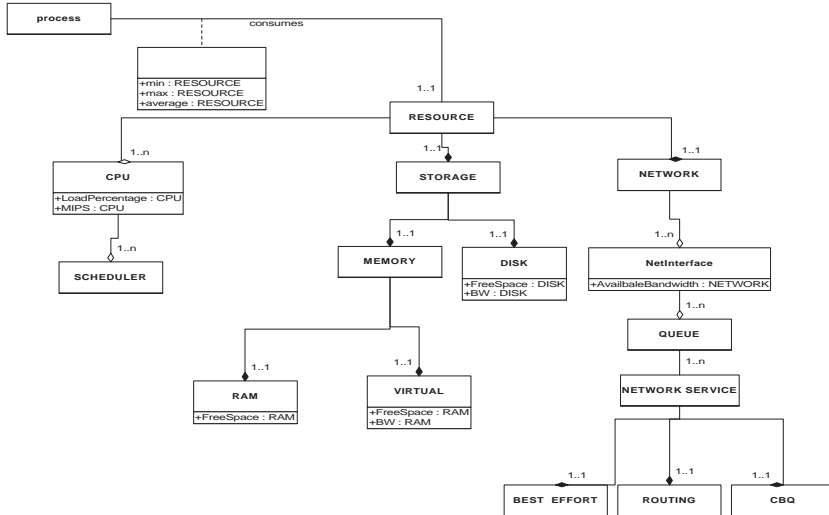 process
consumes
+min : RESOURCE
+max : RESOURCE
+average : RESOURCE
1..1
RESOURCE
1..n
1..1
1..1
CPU
STORAGE
NETWORK
+LoadPercentage : CPU
+MIPS : CPU
1..n
1..1
1..1
1..n
SCHEDULER
MEMORY
DISK
NetInterface
+FreeSpace : DISK
+BW : DISK
+AvailbaleBandwidth : NETWORK
1..n
QUEUE
1..1
1..1
1..n
RAM
VIRTUAL
NETWORK SERVICE
+FreeSpace : RAM
+FreeSpace : RAM
+BW : RAM
1..1
1..1
1..1
BEST EFFORT
ROUTING
CBQ